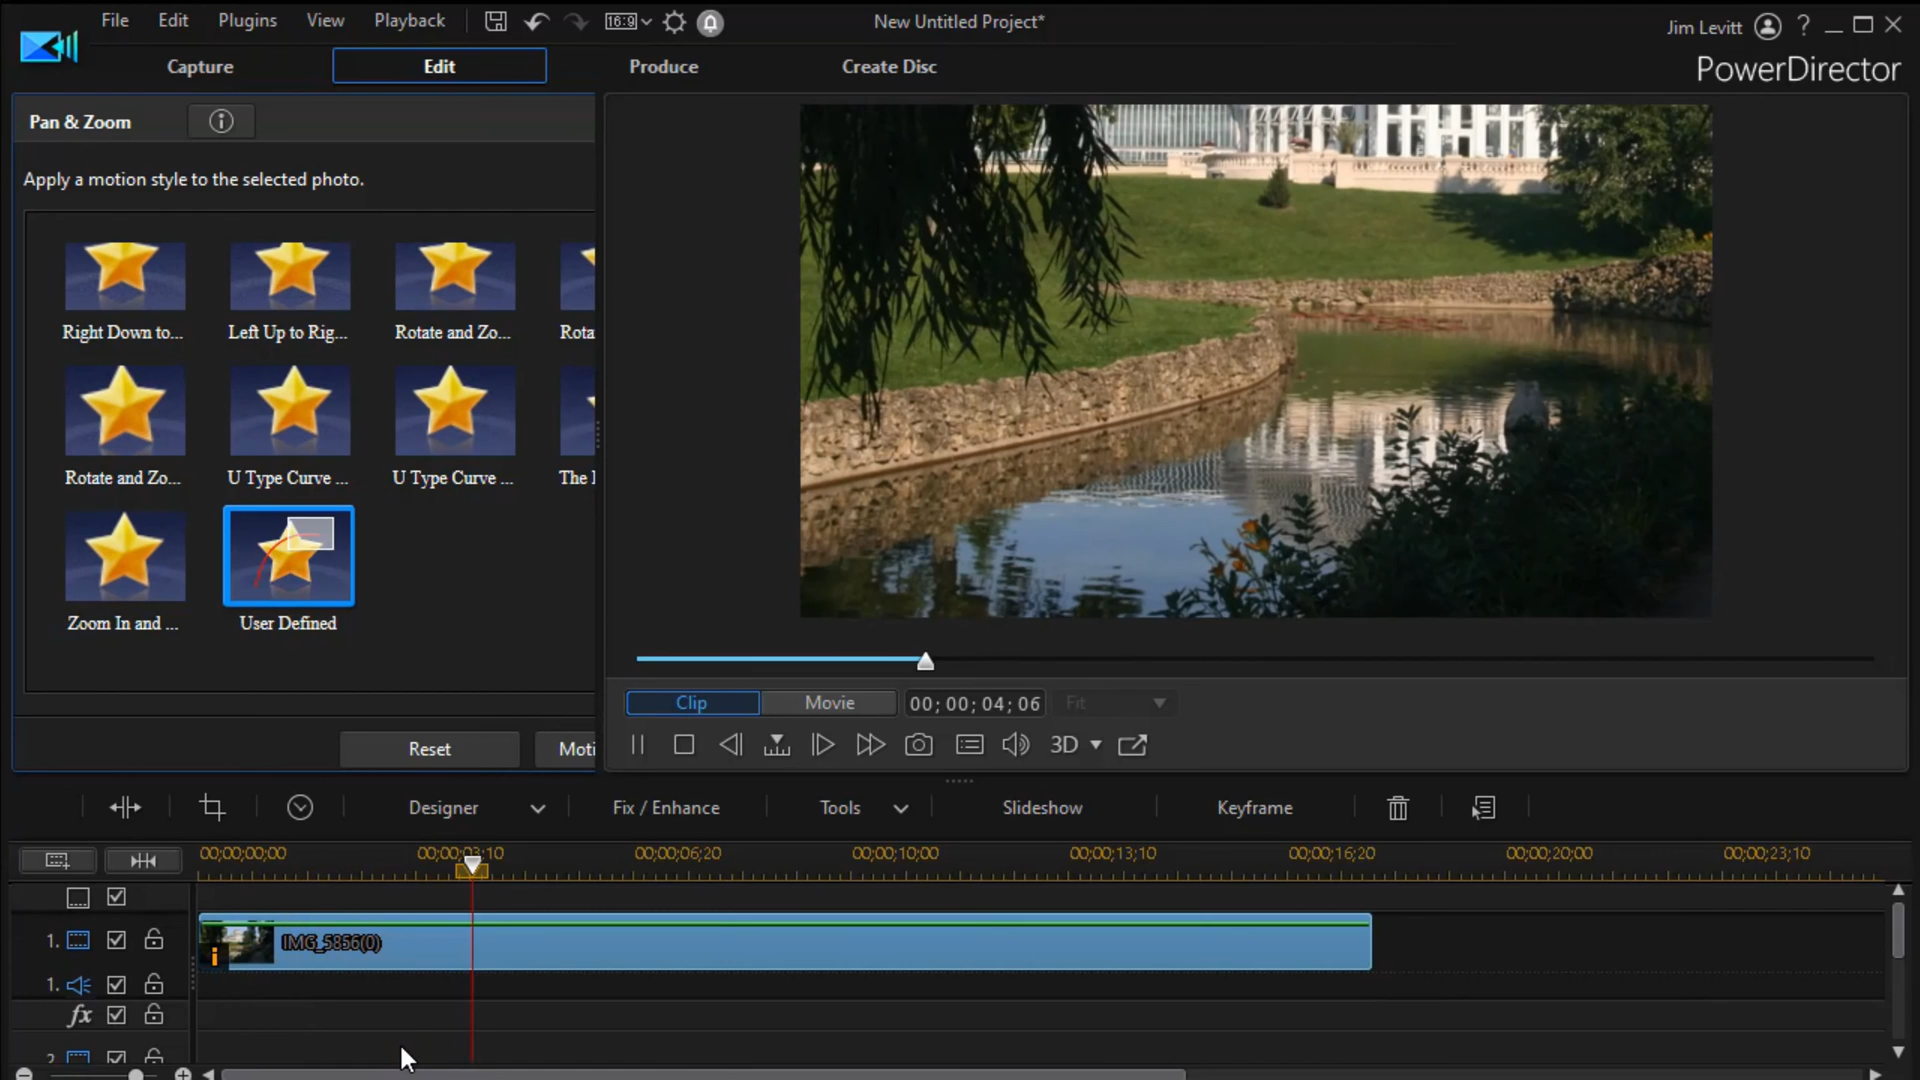 File Edit Plugins View Playback 16:9 New Untitled Project* Jim Levitt ?
Capture Edit Produce Create Disc PowerDirector
Pan & Zoom
Apply a motion style to the selected photo.
Right Down to... Left Up to Rig... Rotate and Zo... Rota
Rotate and Zo... U Type Curve ... U Type Curve ... The
Zoom In and ... User Defined
Clip Movie 00; 00; 04; 06 Fit
Reset Moti 3D
Designer Fix / Enhance Tools Slideshow Keyframe
00;00;00;00 00;00;03;10 00;00;06;20 00;00;10;00 00;00;13;10 00;00;16;20 00;00;20;00 00;00;23;10
1. i IMG_5856(0)
1.
fx
2